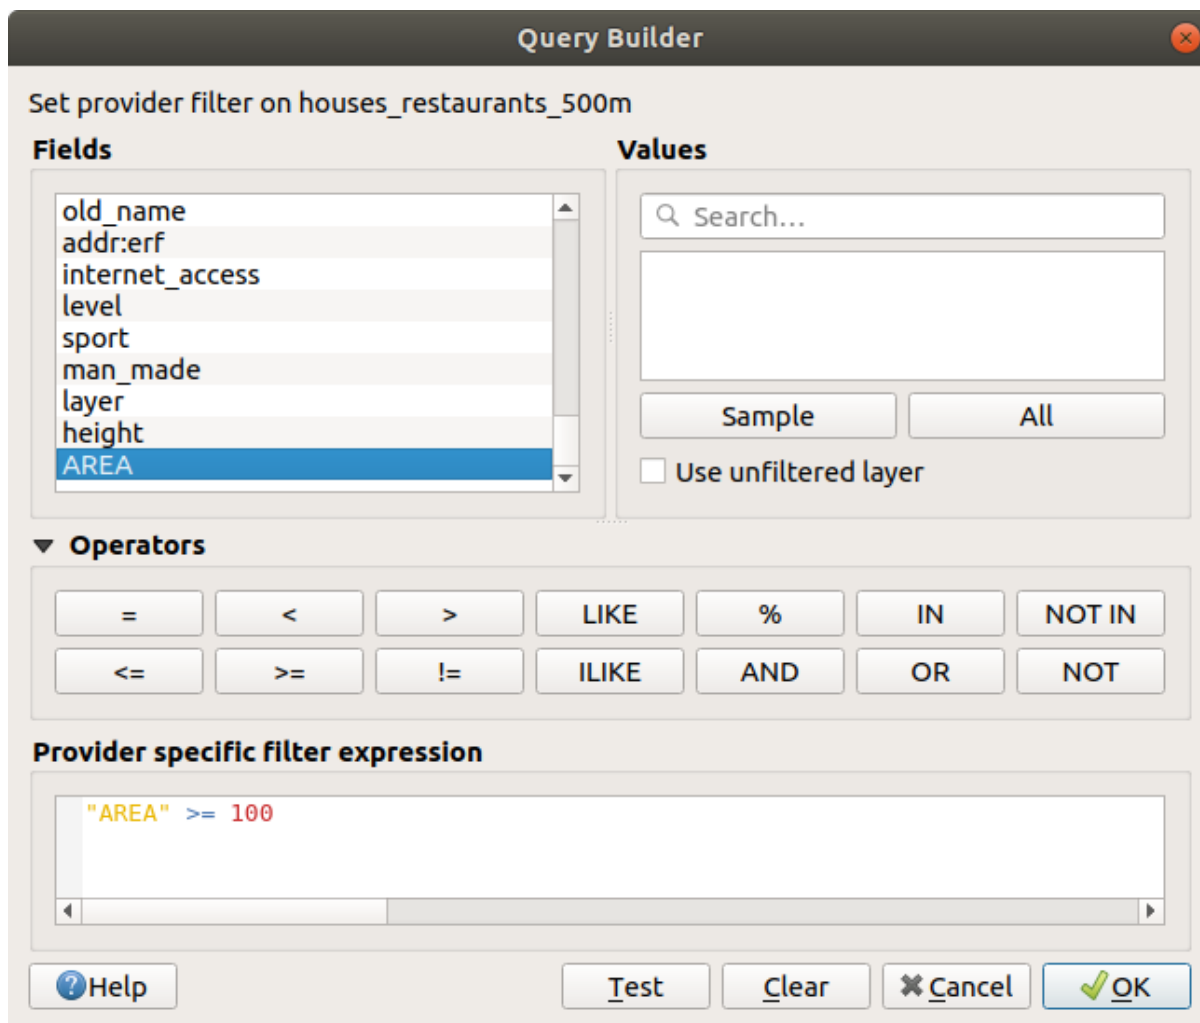 Query Builder
Set provider filter on houses_restaurants_500m
Fields
Values
old_name
addr:erf
internet_access
level
sport
man_made
layer
height
AREA
Search...
Sample All
Use unfiltered layer
Operators
= < > LIKE % IN NOT IN
<= >= != ILIKE AND OR NOT
Provider specific filter expression
"AREA" >= 100
Help Test Clear Cancel OK